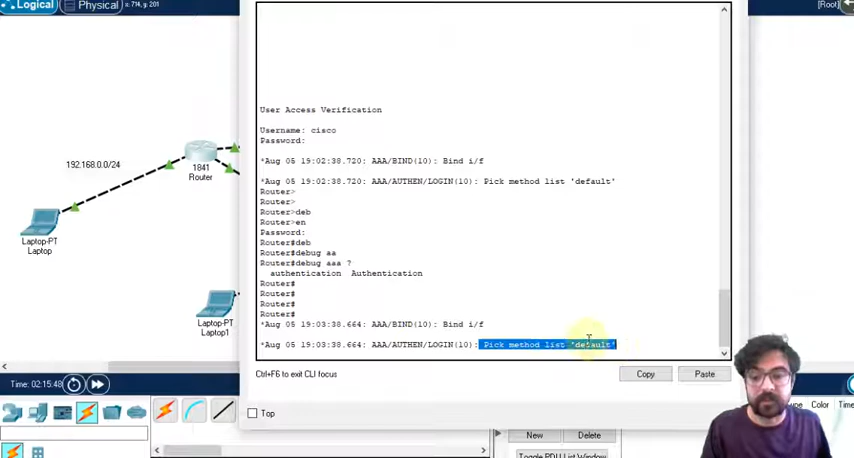 Logical
Physical
x: 714, y: 201
[Root]
User Access Verification
Username: cisco
Password:
*Aug 05 19:02:38.720: AAA/BIND(10): Bind i/f
*Aug 05 19:02:38.720: AAA/AUTHEN/LOGIN(10): Pick method list 'default'
Router>
Router>
Router>deb
Router>en
Password:
Router#deb
Router#debug aa
Router#debug aaa ?
authentication Authentication
Router#
Router#
Router#
Router#
*Aug 05 19:03:38.664: AAA/BIND(10): Bind i/f
*Aug 05 19:03:38.664: AAA/AUTHEN/LOGIN(10): Pick method list 'default'
192.168.0.0/24
1841
Router
Laptop-PT
Laptop
Laptop-PT
Laptop1
Ctrl+F6 to exit CLI focus
Copy
Paste
Top
Time: 02:15:48
New
Delete
Toggle PDU List Window
Color
Time